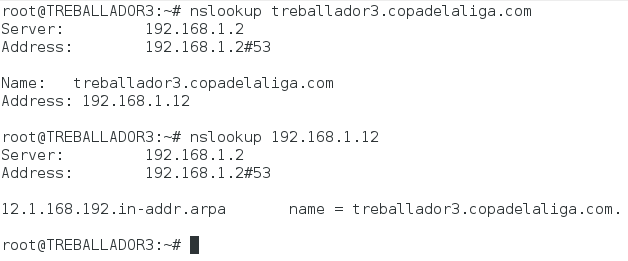 root@TREBALLADOR3:~# nslookup treballador3.copadelaliga.com
Server:         192.168.1.2
Address:        192.168.1.2#53
Name:   treballador3.copadelaliga.com
Address: 192.168.1.12
root@TREBALLADOR3:~# nslookup 192.168.1.12
Server:         192.168.1.2
Address:        192.168.1.2#53
12.1.168.192.in-addr.arpa       name = treballador3.copadelaliga.com.
root@TREBALLADOR3:~#